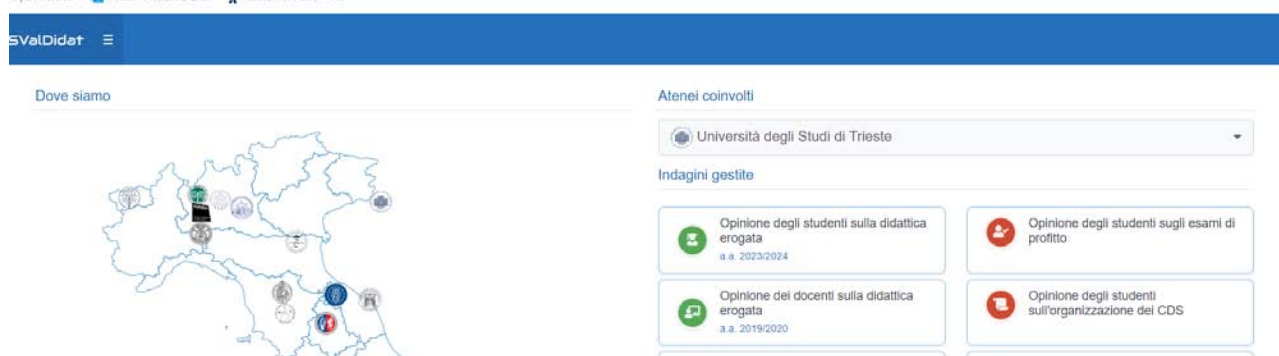 SValDidat
Dove siamo
Atenei coinvolti
Università degli Studi di Trieste
Indagini gestite
Opinione degli studenti sulla didattica
erogata
a.a. 2023/2024
Opinione degli studenti sugli esami di
profitto
Opinione dei docenti sulla didattica
erogata
a.a. 2019/2020
Opinione degli studenti
sull'organizzazione dei CDS